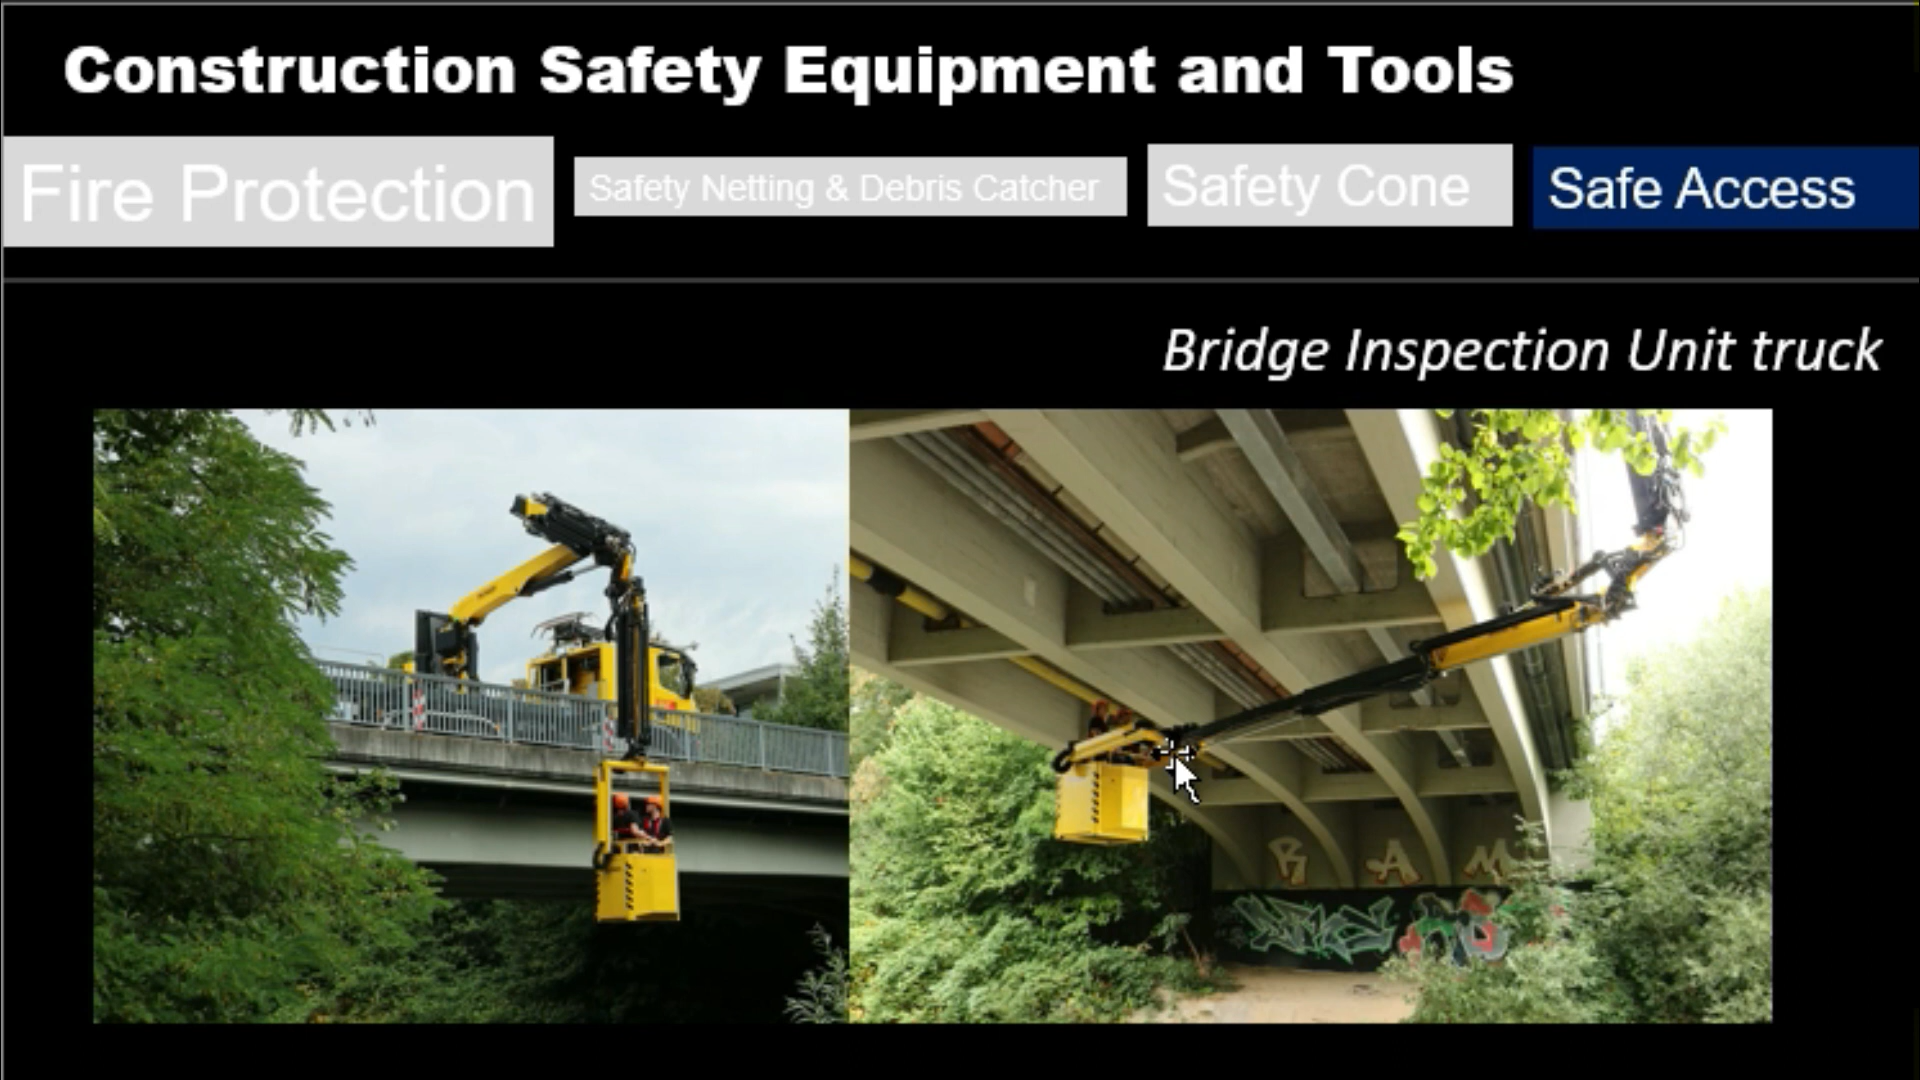 Construction Safety Equipment and Tools
Fire Protection
Safety Netting & Debris Catcher
Safety Cone
Safe Access
Bridge Inspection Unit truck
R A M